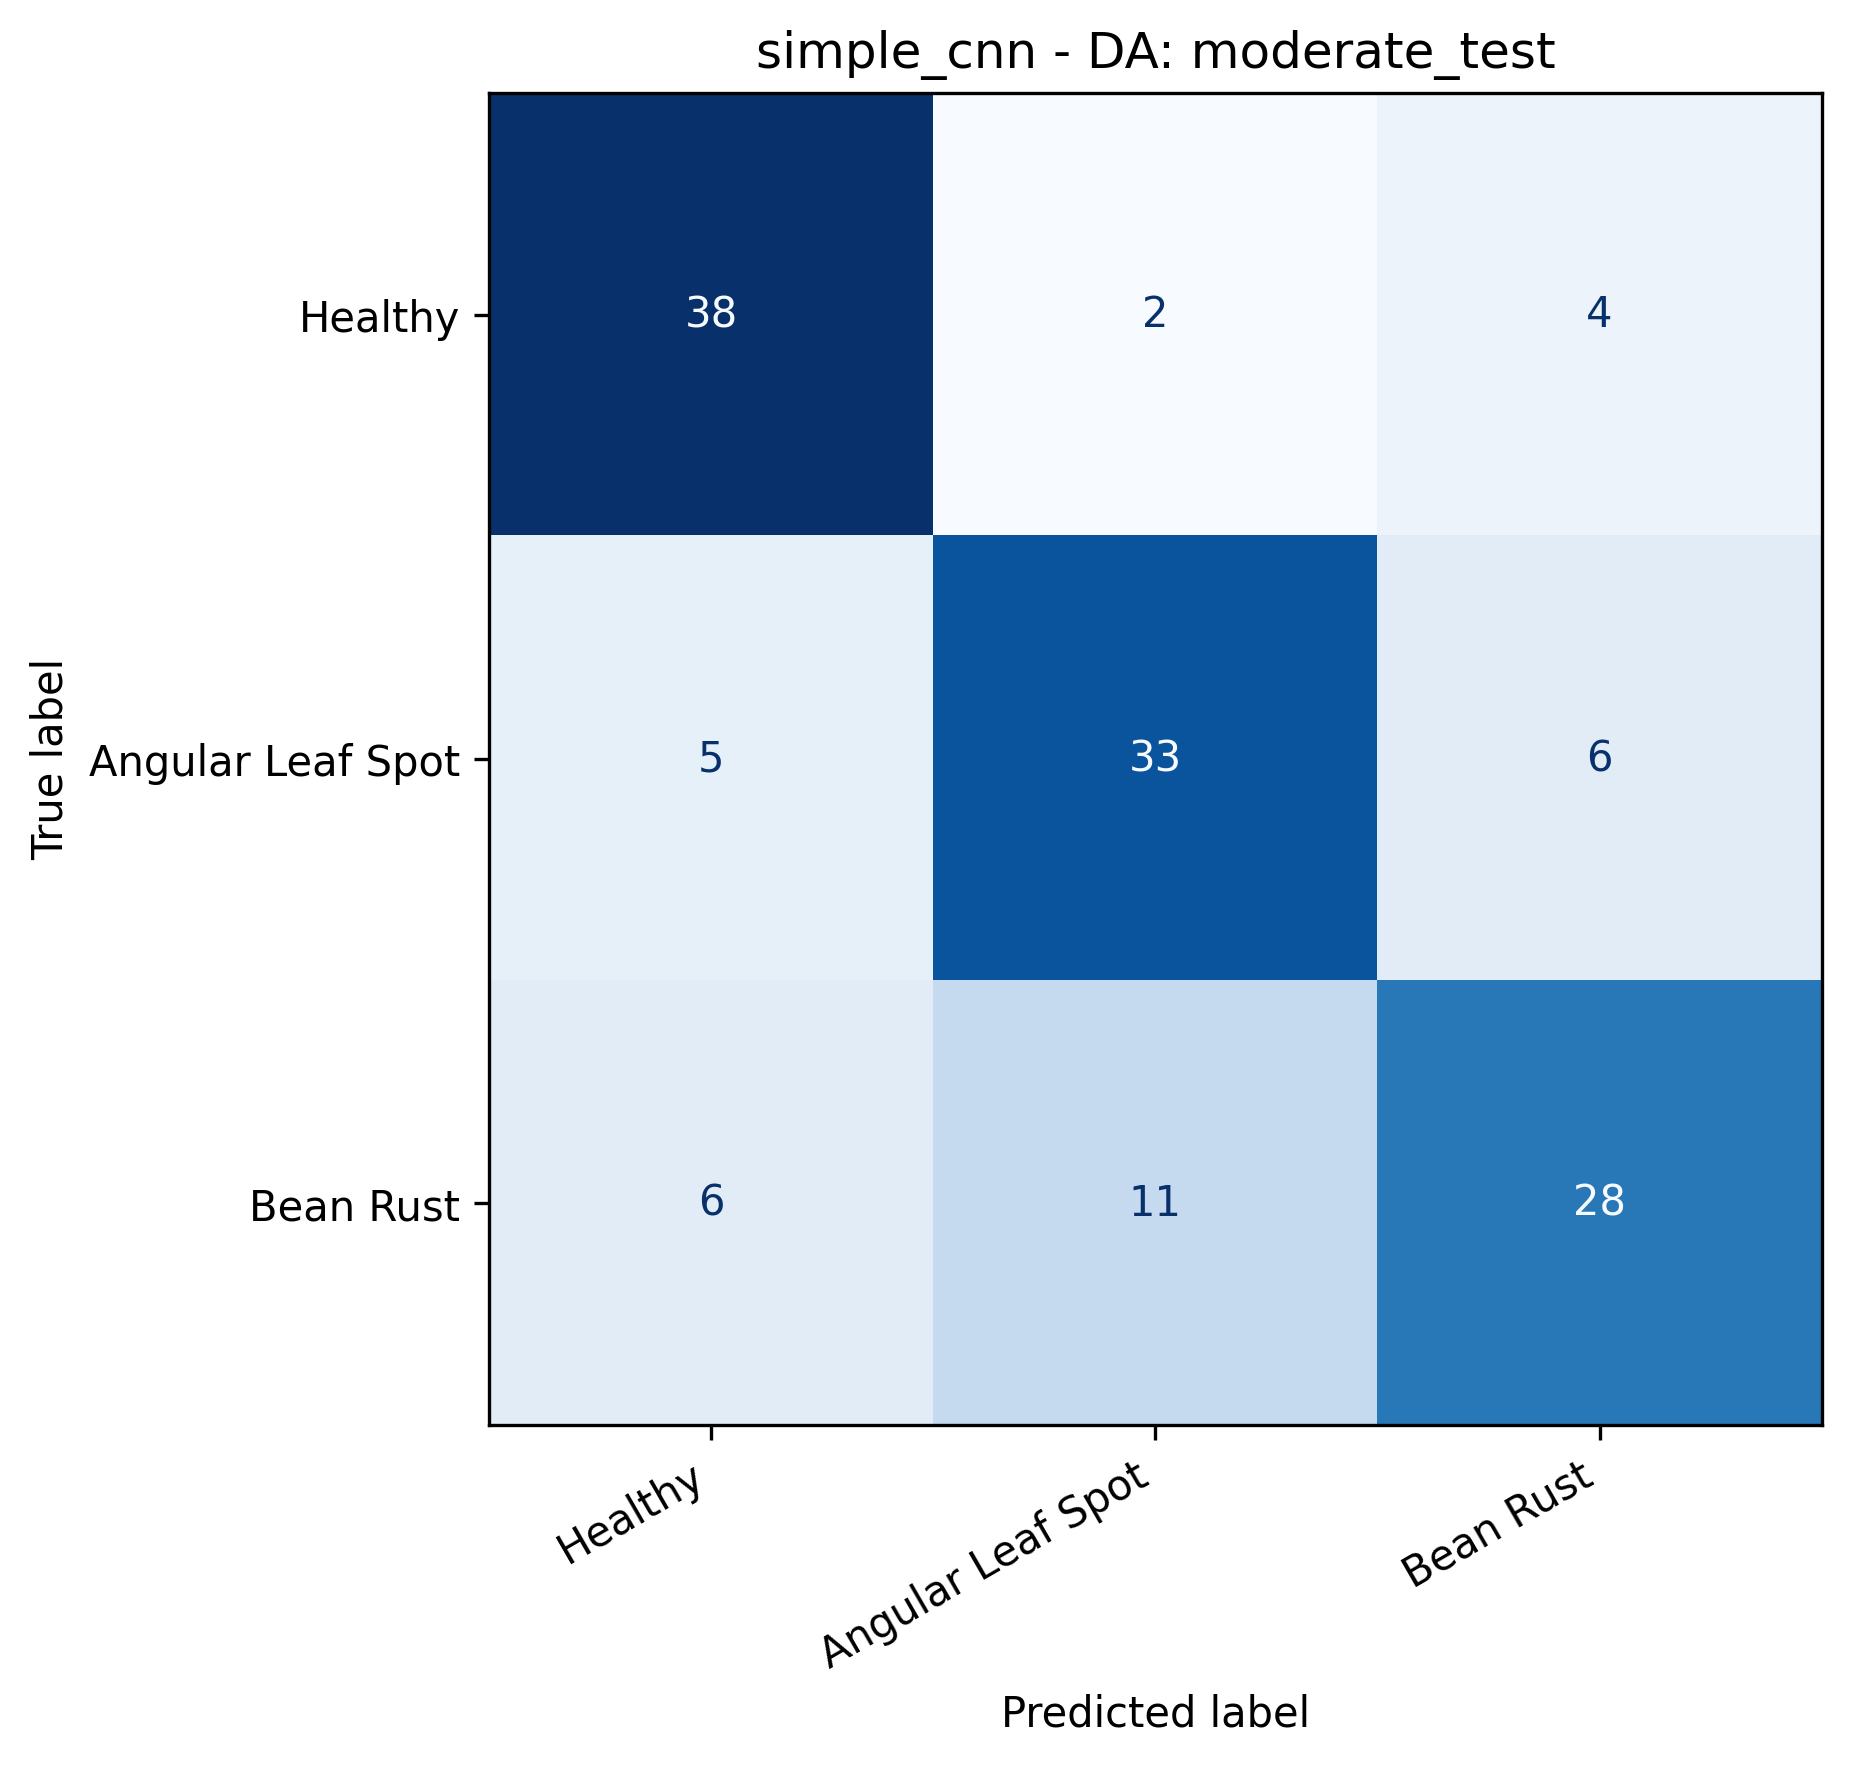 simple_cnn - DA: moderate_test
True label
Healthy
38
2
4
Angular Leaf Spot
5
33
6
Bean Rust
6
11
28
Healthy
Angular Leaf Spot
Bean Rust
Predicted label